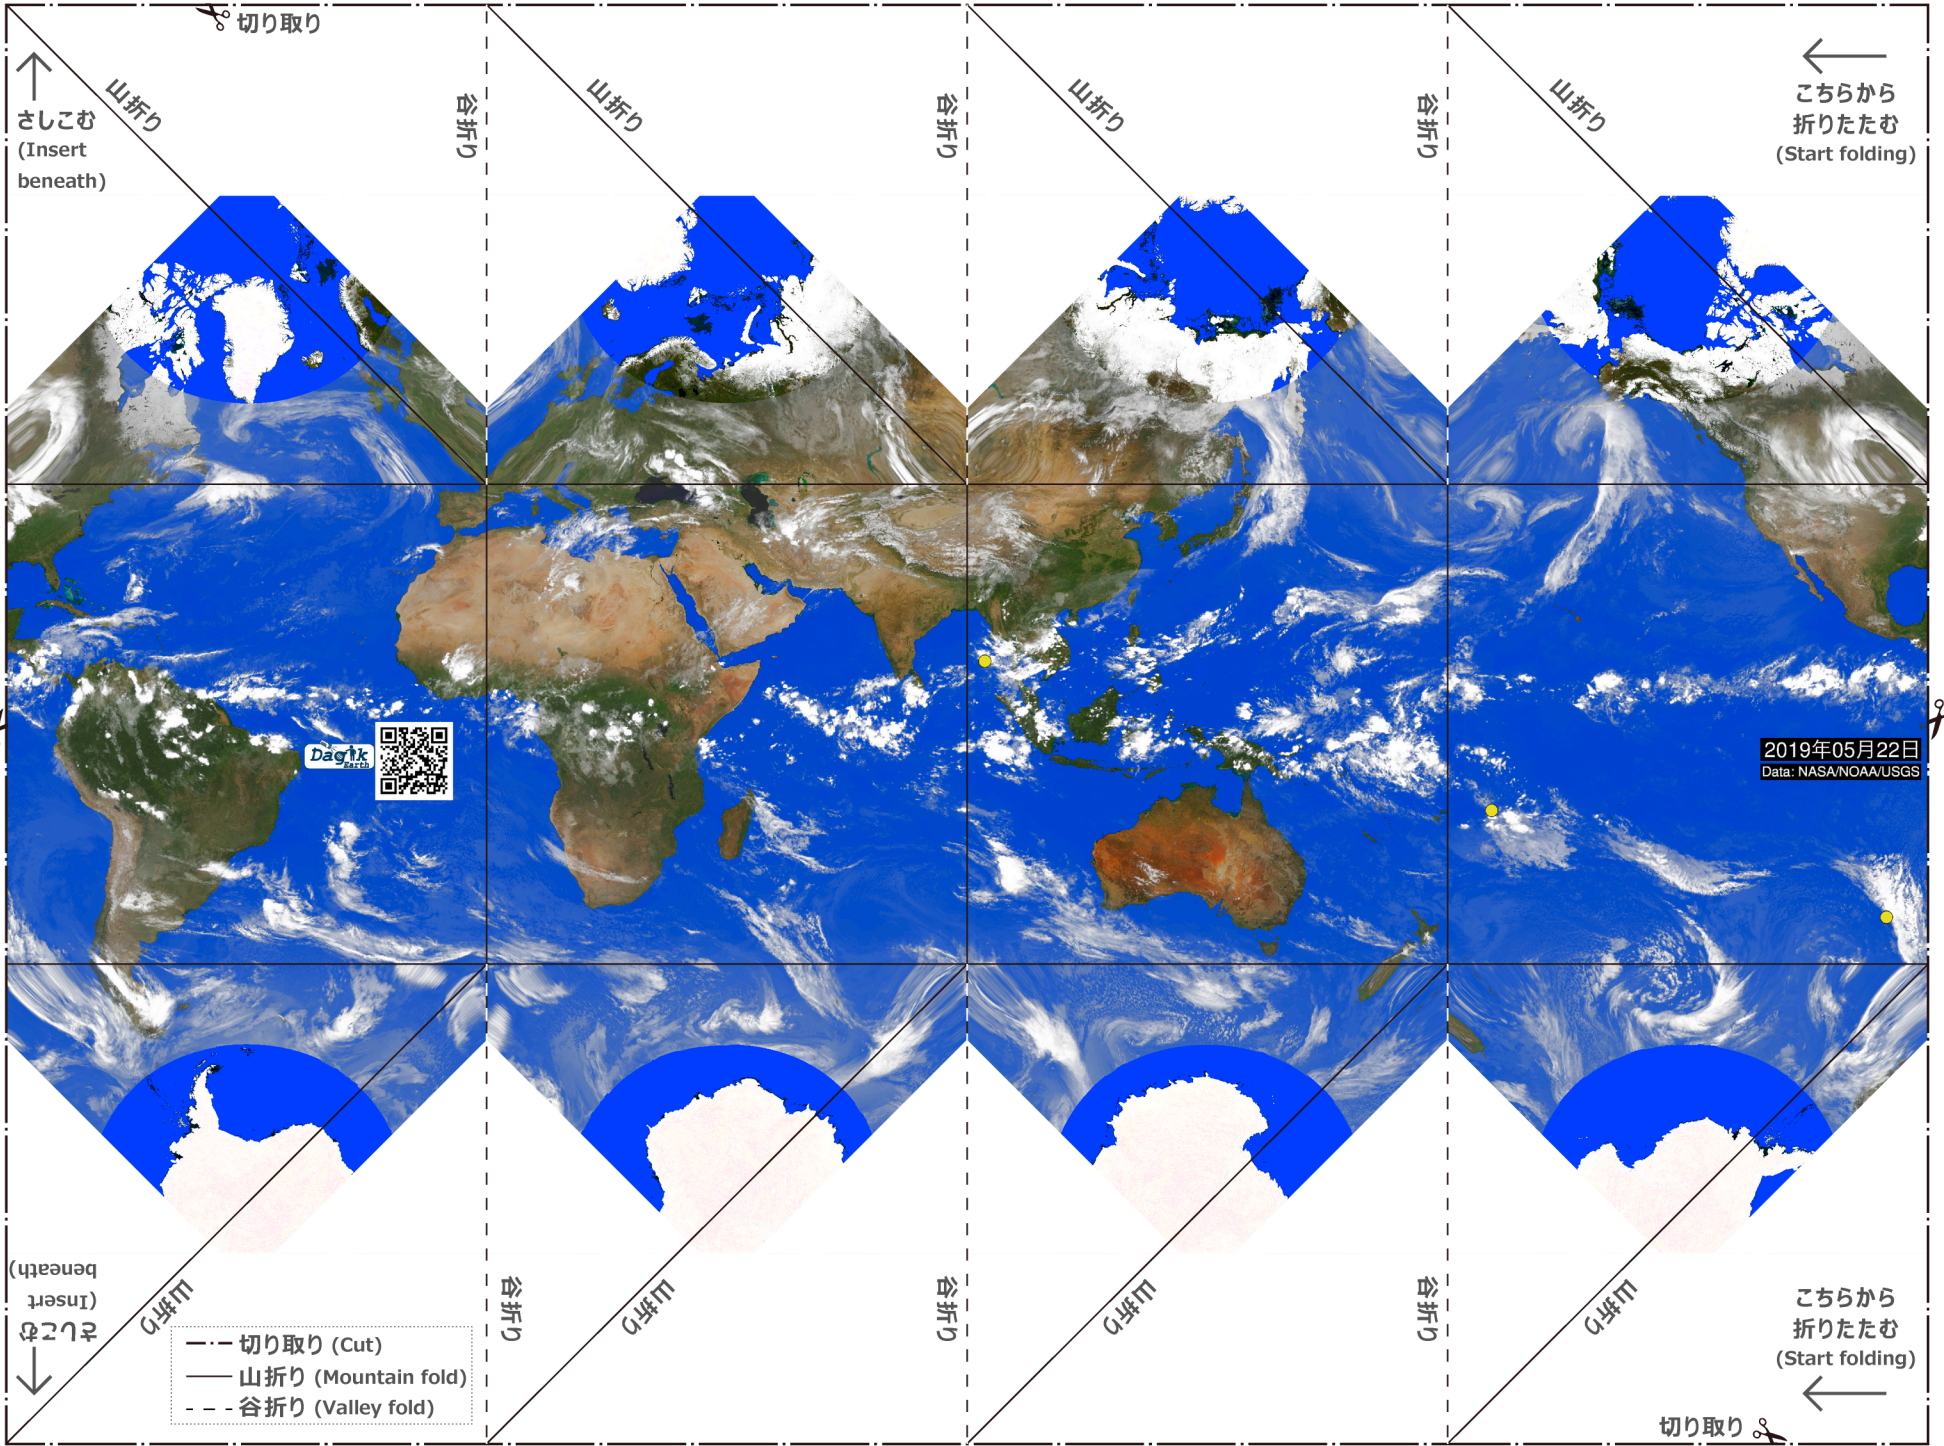 切り取り
さしこむ
(Insert
beneath)
山折り
谷折り
山折り
谷折り
山折り
谷折り
山折り
こちらから
折りたたむ
(Start folding)
Dagik
Earth
2019年05月22日
Data: NASA/NOAA/USGS
さしこむ
(Insert
beneath)
山折り
谷折り
山折り
谷折り
山折り
谷折り
山折り
切り取り (Cut)
山折り (Mountain fold)
谷折り (Valley fold)
こちらから
折りたたむ
(Start folding)
切り取り